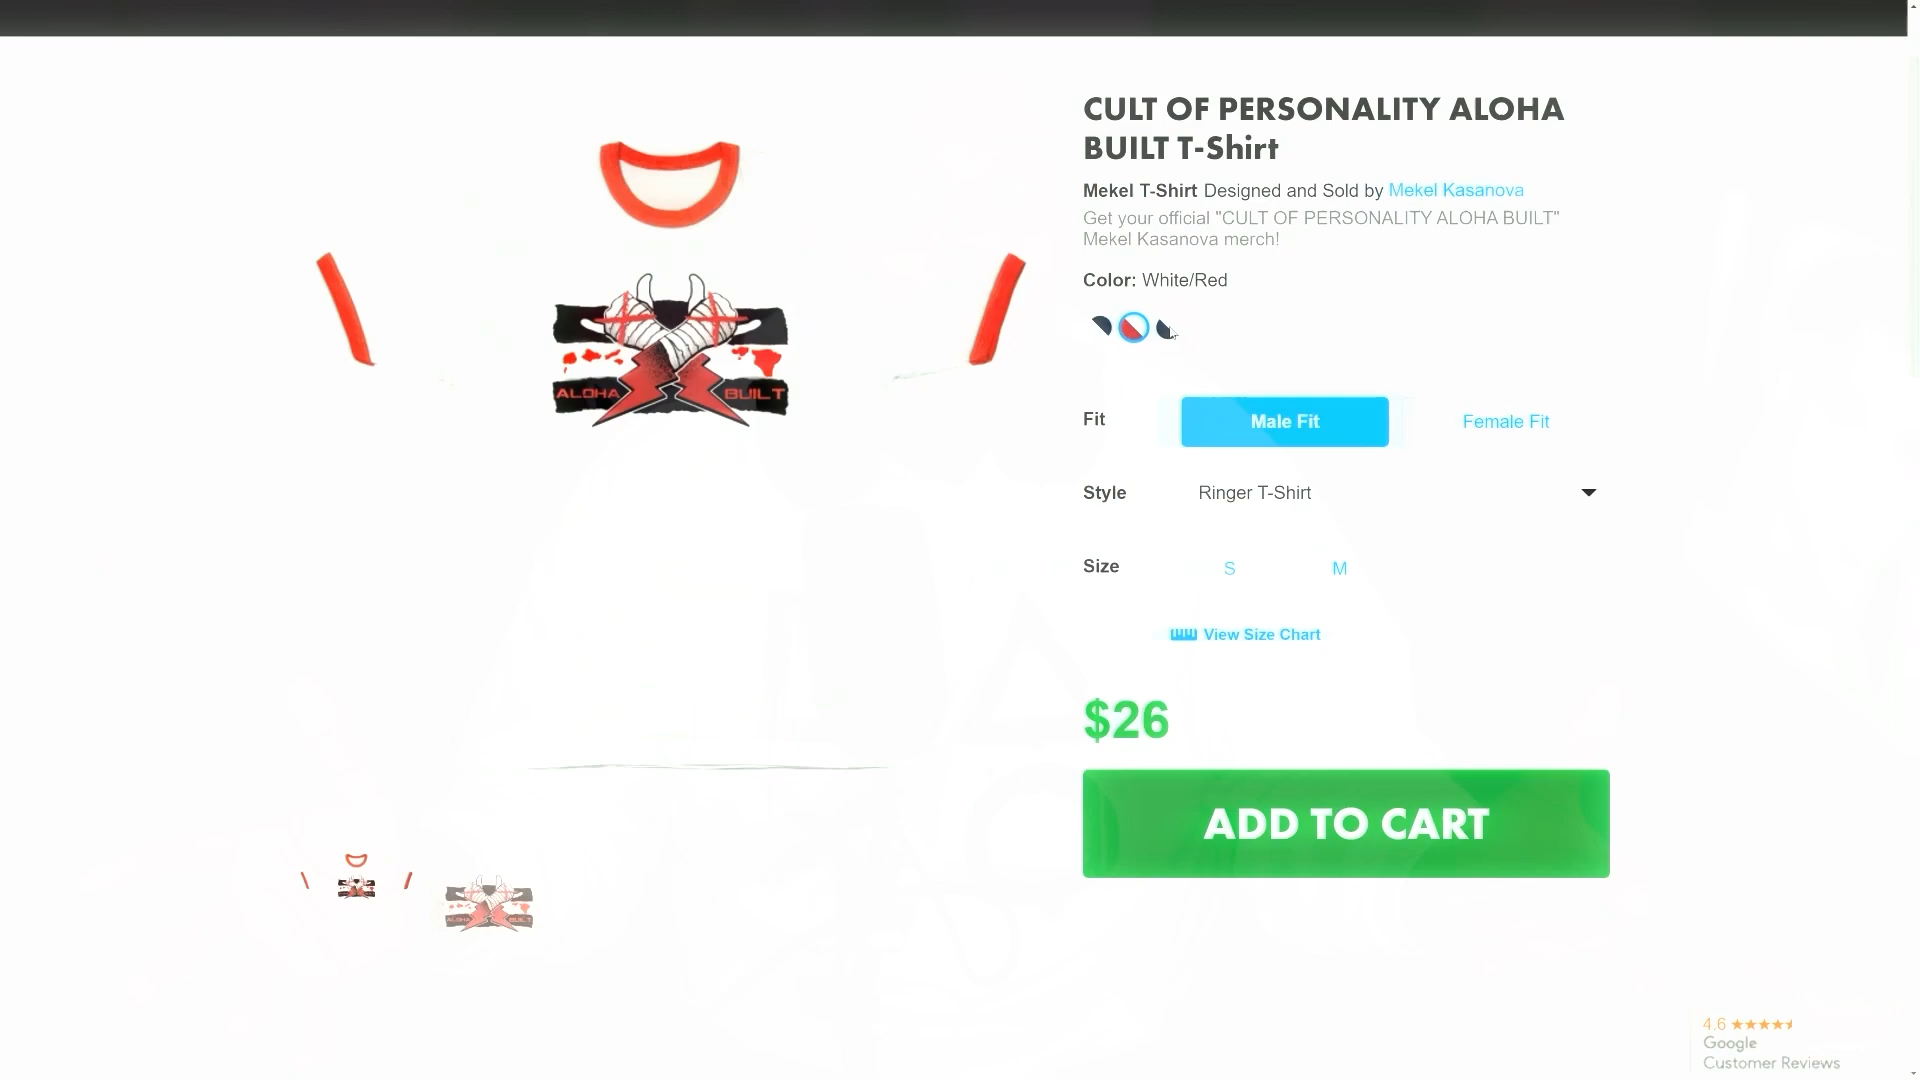 CULT OF PERSONALITY ALOHA
BUILT T-Shirt
Mekel T-Shirt Designed and Sold by Mekel Kasanova
Get your official "CULT OF PERSONALITY ALOHA BUILT"
Mekel Kasanova merch!
Color: White/Red
ALOHA BUILT
Fit Male Fit Female Fit
Style Ringer T-Shirt
Size S M
View Size Chart
$26
ADD TO CART
ALOHA BUILT
4.6
Google
Customer Reviews